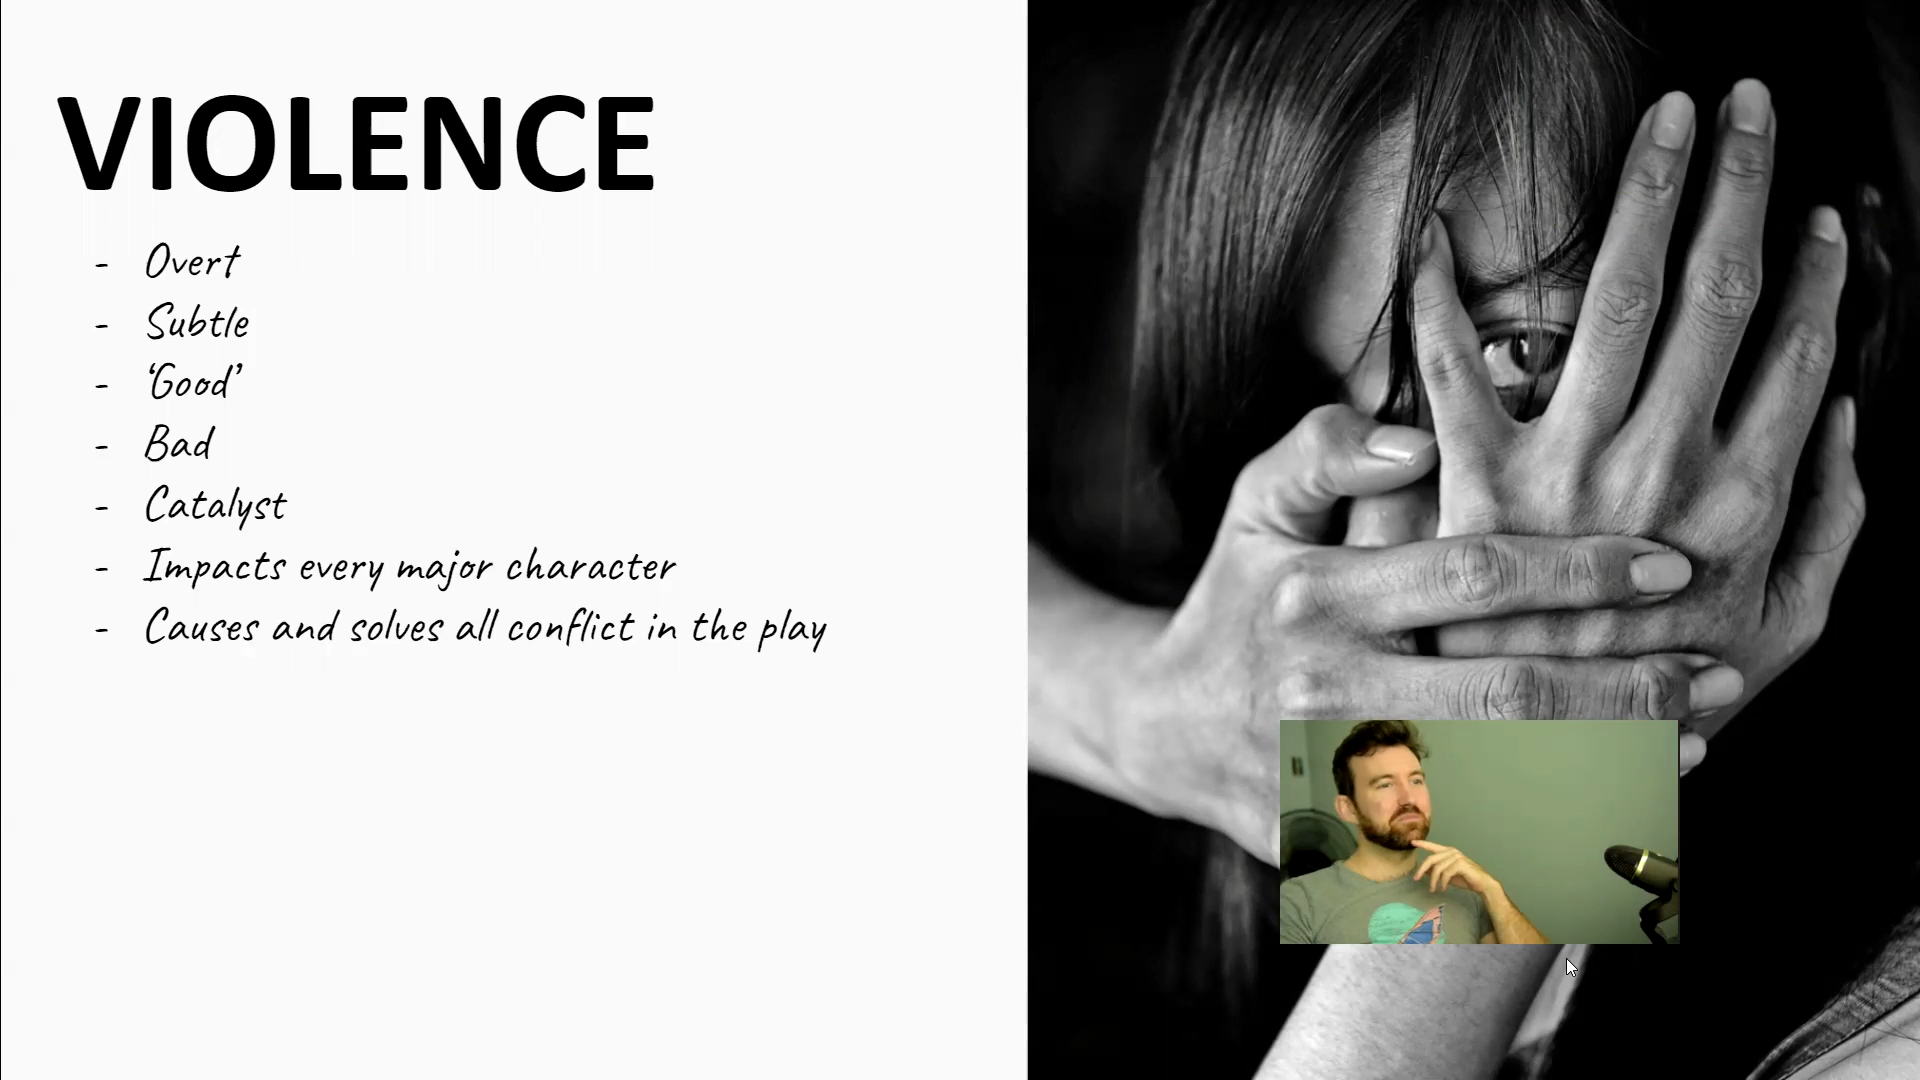 VIOLENCE
- Overt
- Subtle
- ‘Good’
- Bad
- Catalyst
- Impacts every major character
- Causes and solves all conflict in the play